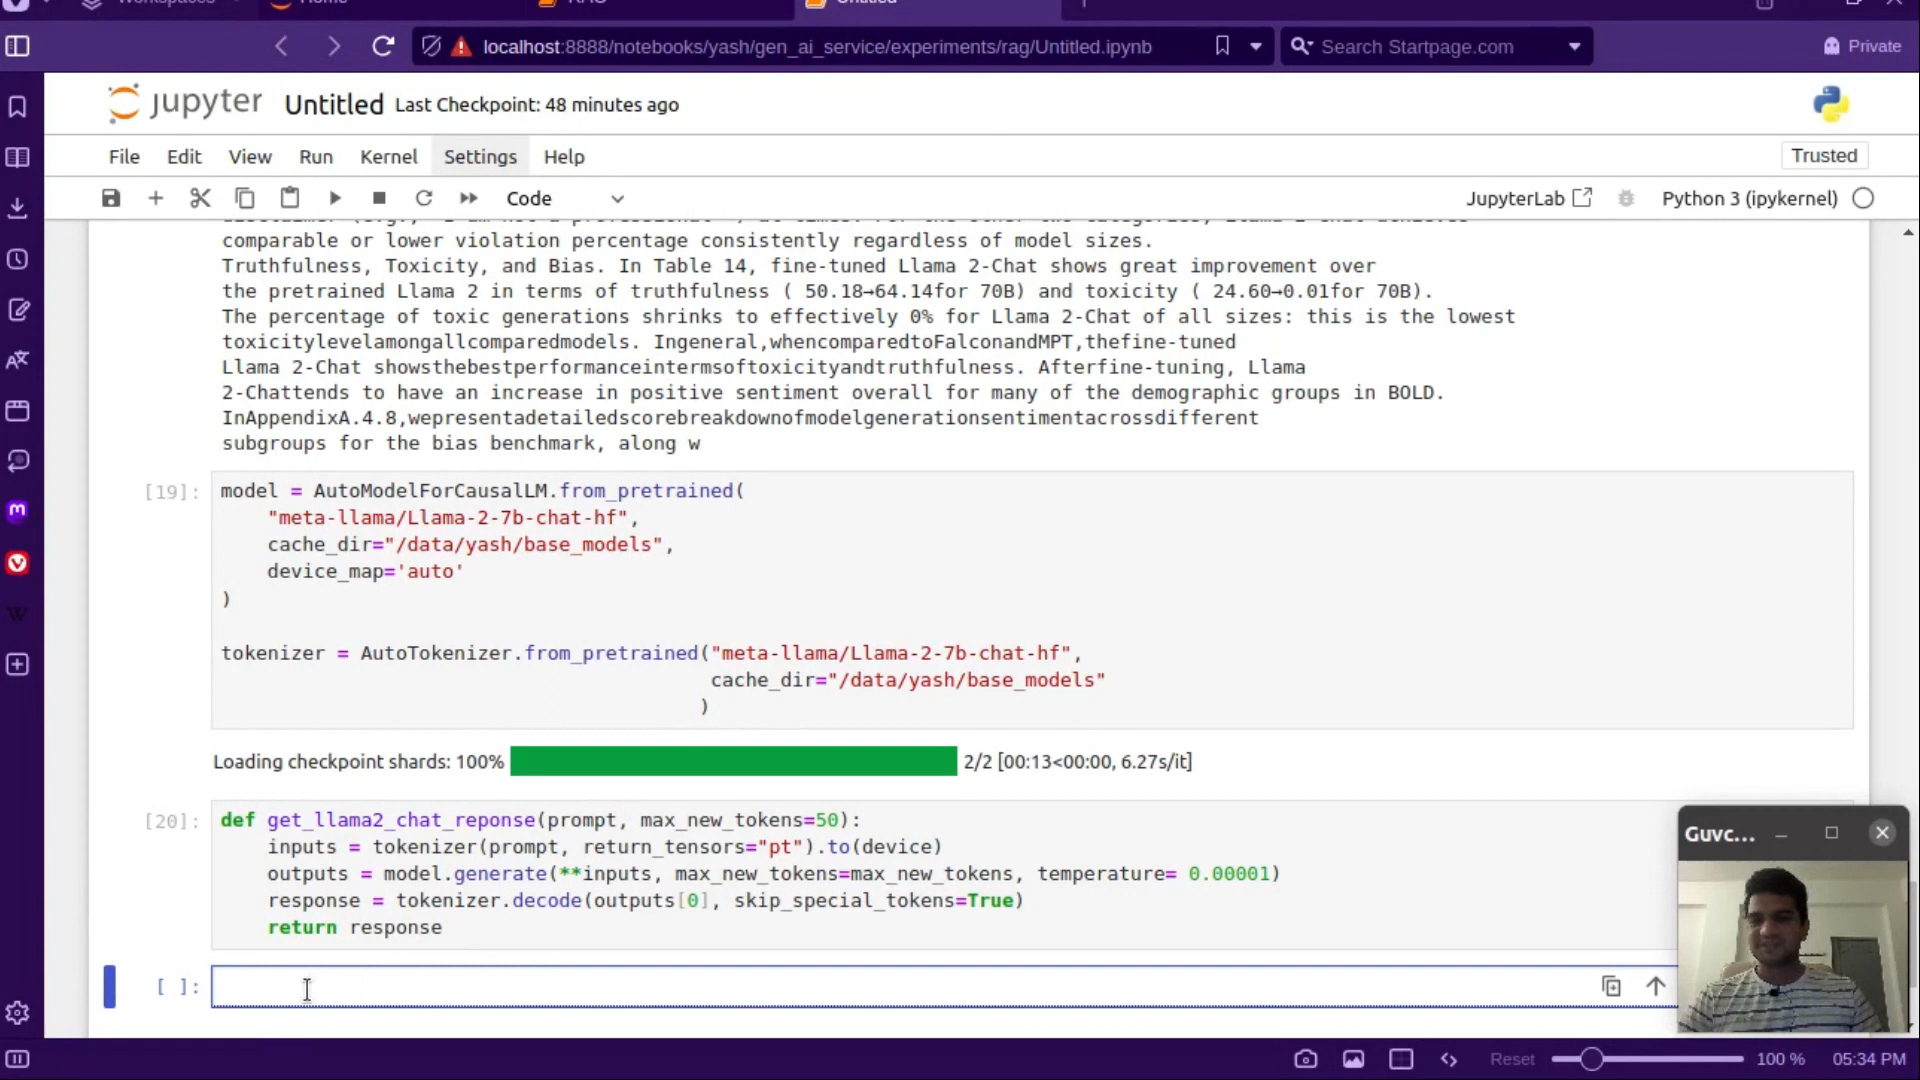 localhost:8888/notebooks/yash/gen_ai_service/experiments/rag/Untitled.ipynb
Search Startpage.com
Private
jupyter Untitled Last Checkpoint: 48 minutes ago
File Edit View Run Kernel Settings Help
Trusted
Code
JupyterLab
Python 3 (ipykernel)
comparable or lower violation percentage consistently regardless of model sizes.
Truthfulness, Toxicity, and Bias. In Table 14, fine-tuned Llama 2-Chat shows great improvement over
the pretrained Llama 2 in terms of truthfulness ( 50.18→64.14for 70B) and toxicity ( 24.60→0.01for 70B).
The percentage of toxic generations shrinks to effectively 0% for Llama 2-Chat of all sizes: this is the lowest
toxicitylevelamongallcomparedmodels. Ingeneral,whencomparedtoFalconandMPT,thefine-tuned
Llama 2-Chat showsthebestperformanceintermsoftoxicityandtruthfulness. Afterfine-tuning, Llama
2-Chattends to have an increase in positive sentiment overall for many of the demographic groups in BOLD.
InAppendixA.4.8,wepresentadetailedscorebreakdownofmodelgenerationsentimentacrossdifferent
subgroups for the bias benchmark, along w
[19]: model = AutoModelForCausalLM.from_pretrained(
"meta-llama/Llama-2-7b-chat-hf",
cache_dir="/data/yash/base_models",
device_map='auto'
)
tokenizer = AutoTokenizer.from_pretrained("meta-llama/Llama-2-7b-chat-hf",
cache_dir="/data/yash/base_models"
)
Loading checkpoint shards: 100% 2/2 [00:13<00:00, 6.27s/it]
[20]: def get_llama2_chat_reponse(prompt, max_new_tokens=50):
inputs = tokenizer(prompt, return_tensors="pt").to(device)
outputs = model.generate(**inputs, max_new_tokens=max_new_tokens, temperature= 0.00001)
response = tokenizer.decode(outputs[0], skip_special_tokens=True)
return response
[ ]:
Guvc...
Reset
100 %
05:34 PM